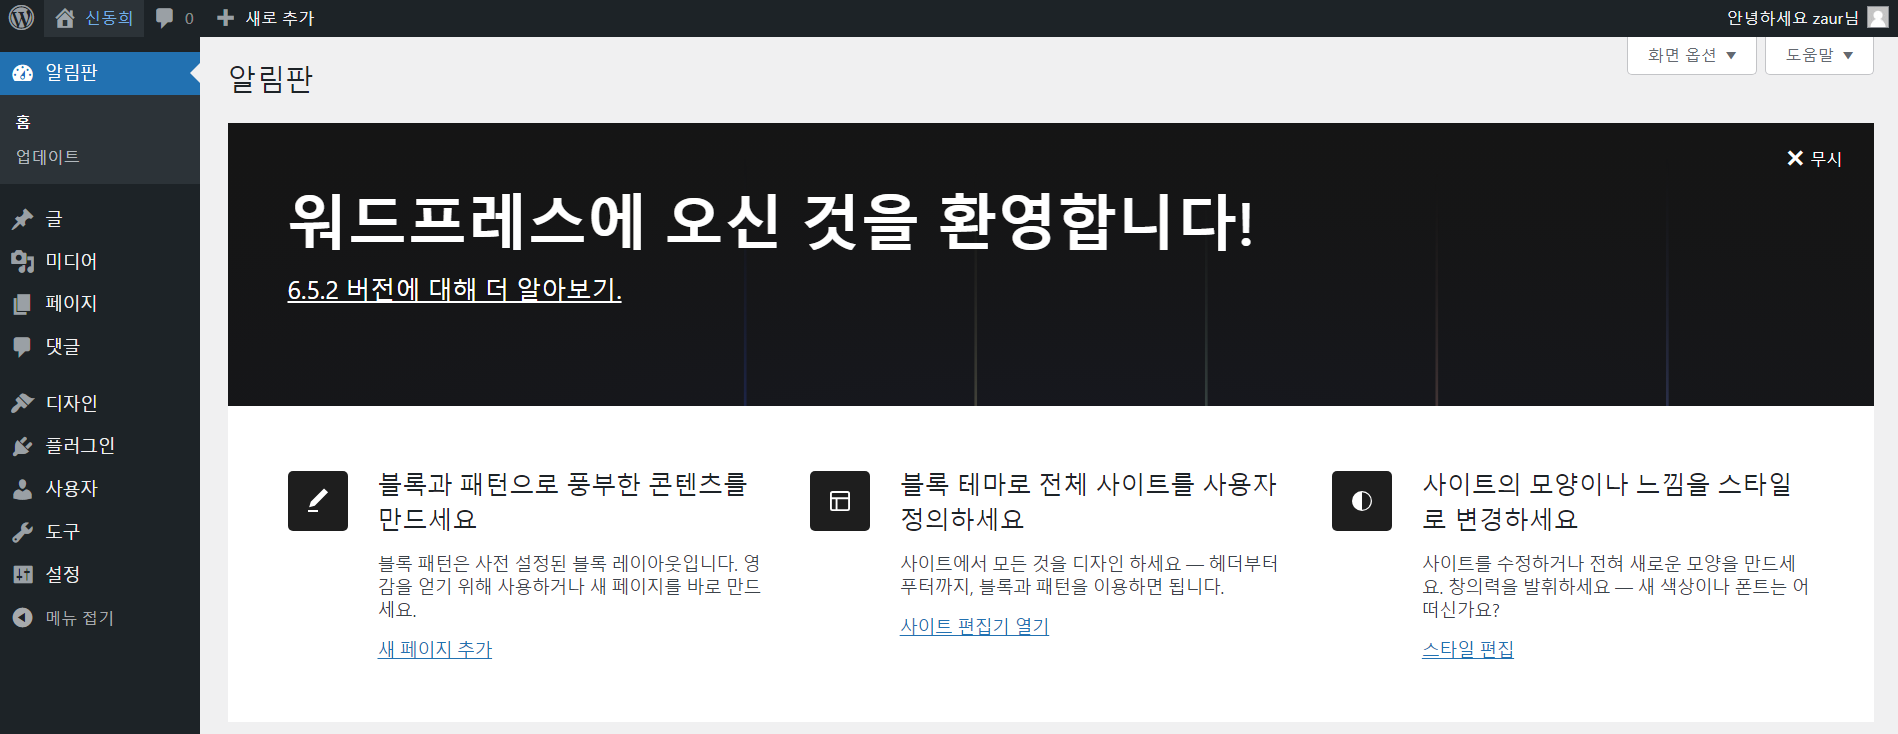 신동희
0
새로 추가
안녕하세요 zaur님
알림판
홈
업데이트
글
미디어
페이지
댓글
디자인
플러그인
사용자
도구
설정
메뉴 접기
화면 옵션
도움말
알림판
무시
워드프레스에 오신 것을 환영합니다!
6.5.2 버전에 대해 더 알아보기.
블록과 패턴으로 풍부한 콘텐츠를
만드세요
블록 패턴은 사전 설정된 블록 레이아웃입니다. 영
감을 얻기 위해 사용하거나 새 페이지를 바로 만드
세요.
새 페이지 추가
블록 테마로 전체 사이트를 사용자
정의하세요
사이트에서 모든 것을 디자인 하세요 — 헤더부터
푸터까지, 블록과 패턴을 이용하면 됩니다.
사이트 편집기 열기
사이트의 모양이나 느낌을 스타일
로 변경하세요
사이트를 수정하거나 전혀 새로운 모양을 만드세
요. 창의력을 발휘하세요 — 새 색상이나 폰트는 어
떠신가요?
스타일 편집